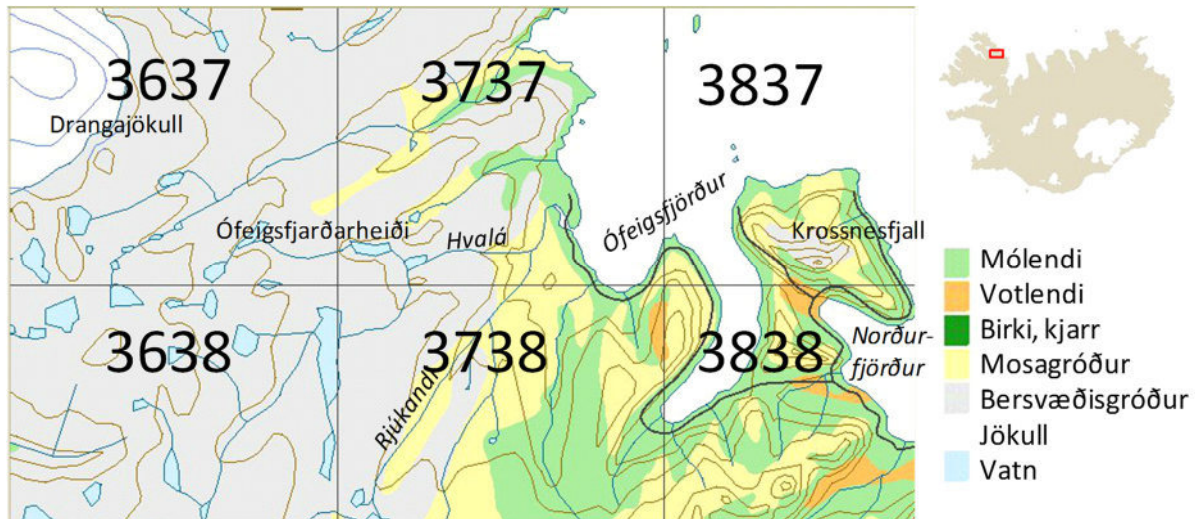 3637
3737
3837
Drangajökull
Ófeigsfjarðarheiði
Hvalá
Ófeigsfjörður
Krossnesfjall
3638
3738
3838
Norður-
fjörður
Rjúkandi
Mólendi
Votlendi
Birki, kjarr
Mosagróður
Bersvæðisgróður
Jökull
Vatn